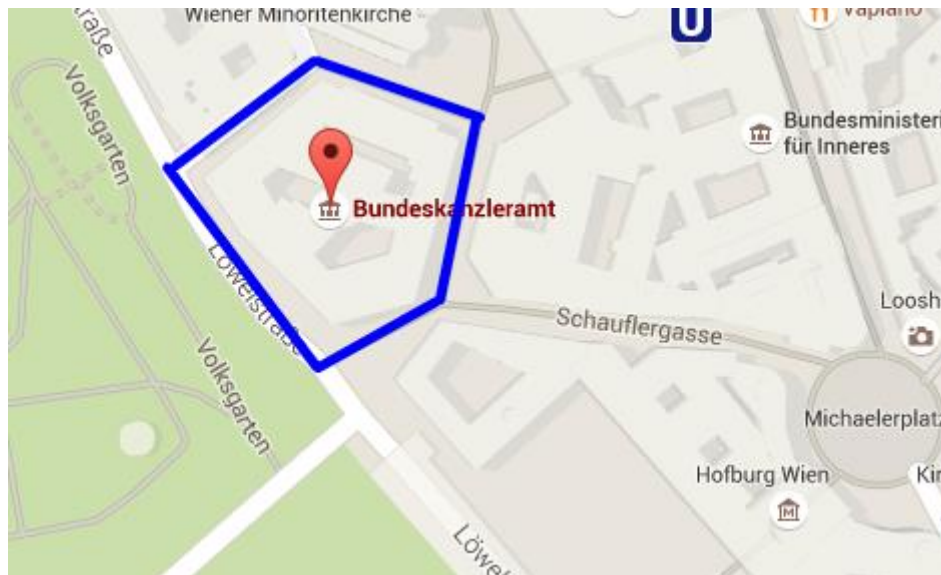 Wiener Minoritenkirche
U
Vapiano
straße
Volksgarten
Bundesministeri
für Inneres
Bundeskanzleramt
Löwelstraße
Loosh
Schauflergasse
Volksgarten
Michaelerplatz
Hofburg Wien
Kir
M
Löwel